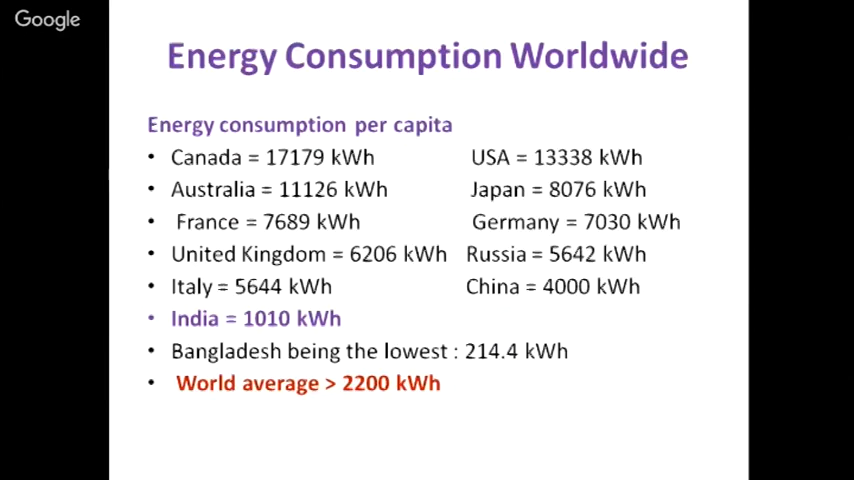 Google
Energy Consumption Worldwide
Energy consumption per capita
• Canada = 17179 kWh USA = 13338 kWh
• Australia = 11126 kWh Japan = 8076 kWh
• France = 7689 kWh Germany = 7030 kWh
• United Kingdom = 6206 kWh Russia = 5642 kWh
• Italy = 5644 kWh China = 4000 kWh
• India = 1010 kWh
• Bangladesh being the lowest : 214.4 kWh
• World average > 2200 kWh